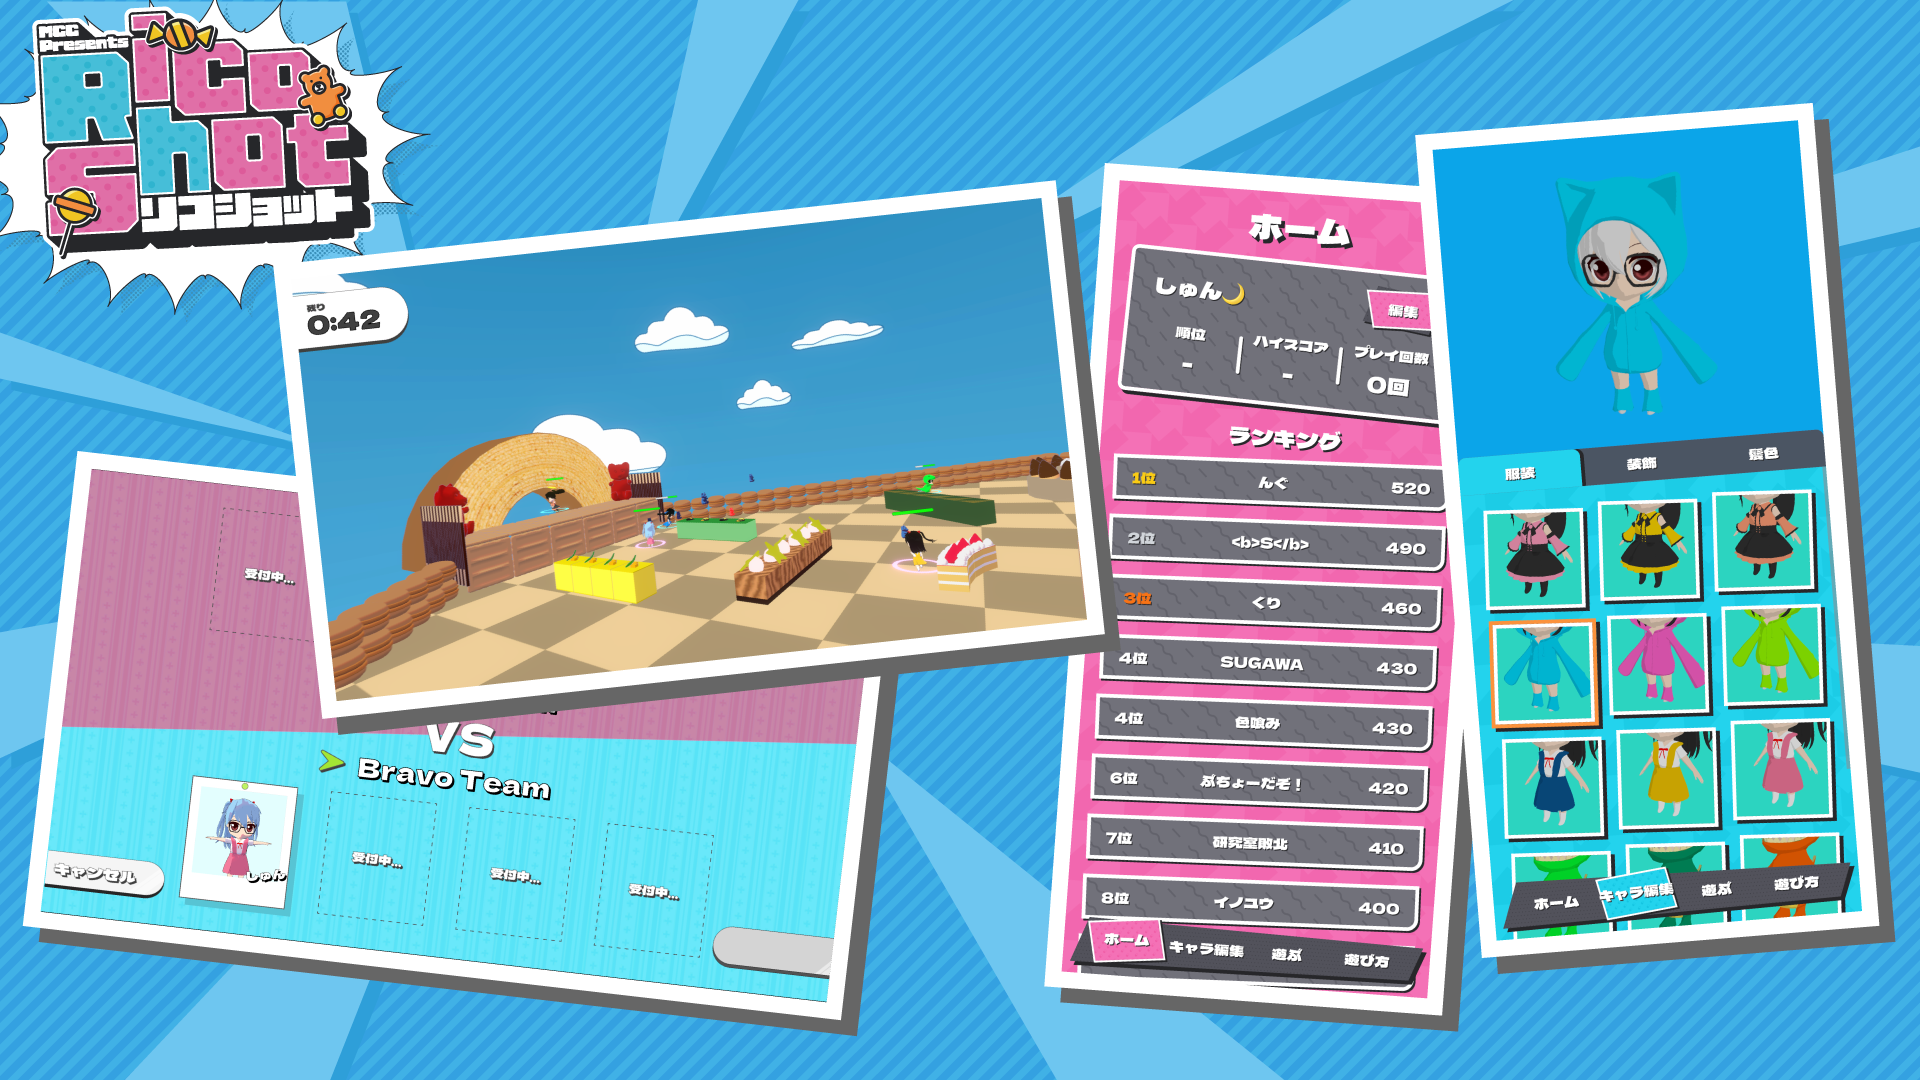 MCC
Presents
Rico
Shot
リコショット
残り
0:42
受付中...
VS
Bravo Team
しゅん
受付中...
受付中...
受付中...
キャンセル
ホーム
しゅん🌙
編集
順位
-
ハイスコア
-
プレイ回数
0回
ランキング
1位 んぐ 520
2位 <b>S</b> 490
3位 くり 460
4位 SUGAWA 430
4位 色喰み 430
6位 ぷちょーだぞ！ 420
7位 研究室敗北 410
8位 イノユウ 400
ホーム キャラ編集 遊ぶ 遊び方
服装 装飾 髪色
ホーム キャラ編集 遊ぶ 遊び方